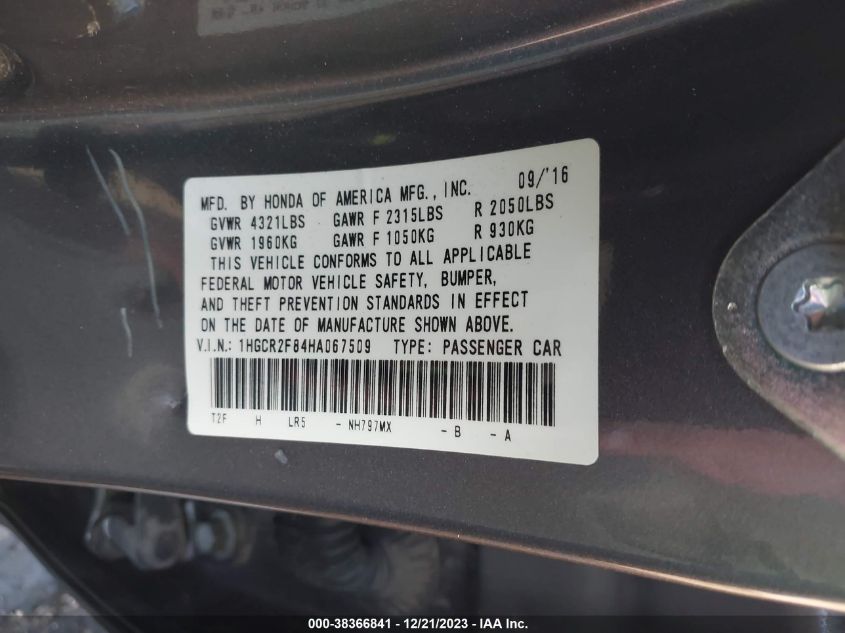 MFD. BY HONDA OF AMERICA MFG., INC. 09/'16
GVWR 4321LBS GAWR F 2315LBS R 2050LBS
GVWR 1960KG GAWR F 1050KG R 930KG
THIS VEHICLE CONFORMS TO ALL APPLICABLE
FEDERAL MOTOR VEHICLE SAFETY, BUMPER,
AND THEFT PREVENTION STANDARDS IN EFFECT
ON THE DATE OF MANUFACTURE SHOWN ABOVE.
V.I.N.: 1HGCR2F84HA067509 TYPE: PASSENGER CAR
T2F H LR5 - NH797MX - B - A
000-38366841 - 12/21/2023 - IAA Inc.